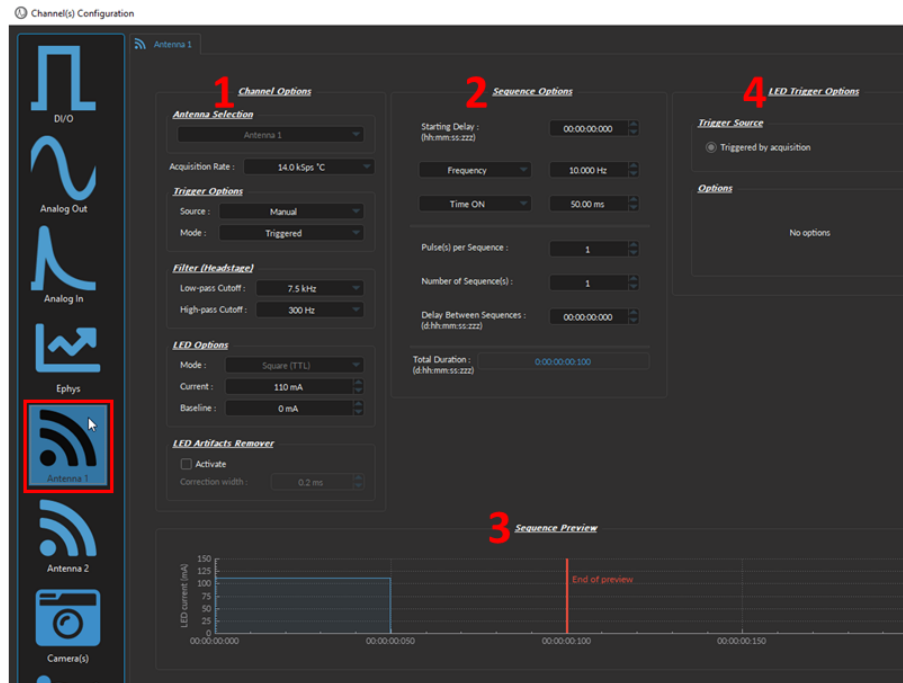 Channel(s) Configuration
DI/O
Analog Out
Analog In
Ephys
Antenna 1
Antenna 2
Camera(s)
Antenna 1
1 Channel Options
Antenna Selection
Antenna 1
Acquisition Rate : 14.0 kSps °C
Trigger Options
Source : Manual
Mode : Triggered
Filter (Headstage)
Low-pass Cutoff : 7.5 kHz
High-pass Cutoff : 300 Hz
LED Options
Mode : Square (TTL)
Current : 110 mA
Baseline : 0 mA
LED Artifacts Remover
Activate
Correction width : 0.2 ms
2 Sequence Options
Starting Delay : 00:00:00:000
(hh:mm:ss:zzz)
Frequency 10.000 Hz
Time ON 50.00 ms
Pulse(s) per Sequence : 1
Number of Sequence(s) : 1
Delay Between Sequences : 00:00:00:000
(d:hh:mm:ss:zzz)
Total Duration : 0:00:00:00:100
(d:hh:mm:ss:zzz)
4 LED Trigger Options
Trigger Source
Triggered by acquisition
Options
No options
3 Sequence Preview
LED current (mA)
150
125
100
75
50
25
0
End of preview
00:00:00:000 00:00:00:050 00:00:00:100 00:00:00:150